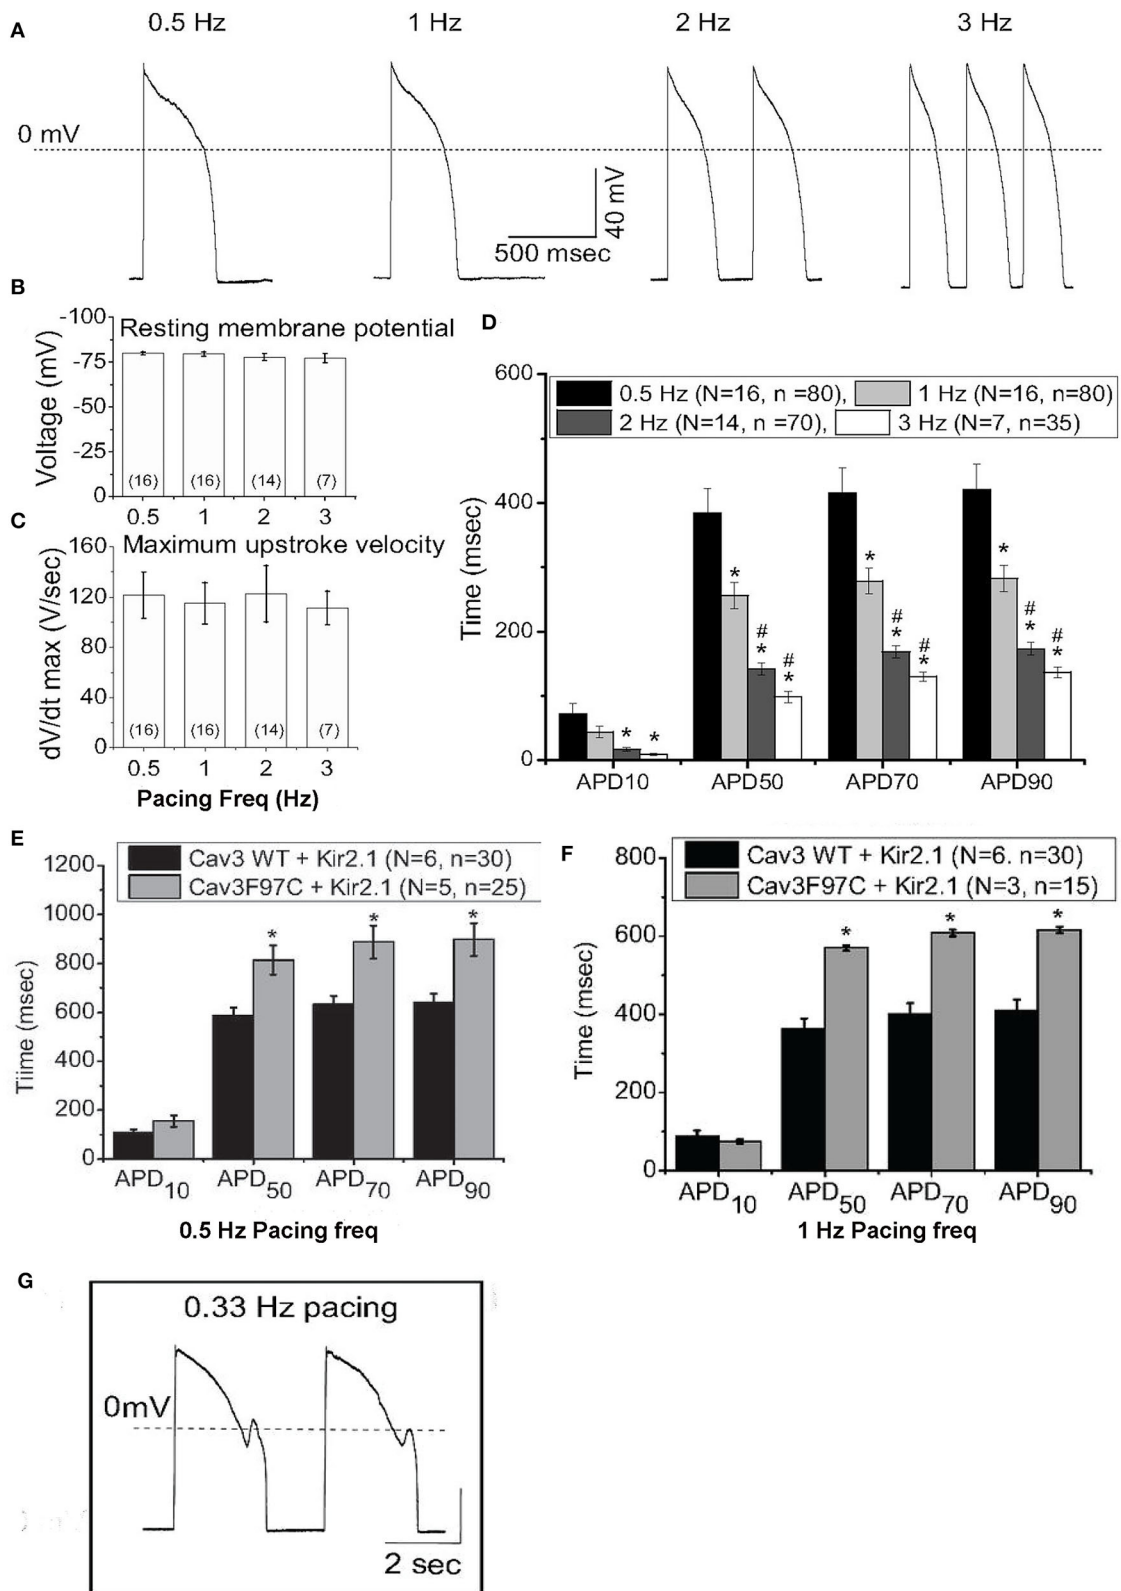 A
0.5 Hz
1 Hz
2 Hz
3 Hz
0 mV
40 mV
500 msec
B
Resting membrane potential
Voltage (mV)
-100
-75
-50
-25
0
(16)
(16)
(14)
(7)
0.5
1
2
3
C
Maximum upstroke velocity
dV/dt max (V/sec)
160
120
80
40
0
(16)
(16)
(14)
(7)
0.5
1
2
3
Pacing Freq (Hz)
D
Time (msec)
600
400
200
0
0.5 Hz (N=16, n =80),
1 Hz (N=16, n=80)
2 Hz (N=14, n =70),
3 Hz (N=7, n=35)
* *
*
#
*
#
*
*
#
*
#
*
*
#
*
#
*
APD10
APD50
APD70
APD90
E
Tiime (msec)
1200
1000
800
600
400
200
0
Cav3 WT + Kir2.1 (N=6, n=30)
Cav3F97C + Kir2.1 (N=5, n=25)
*
*
*
APD10
APD50
APD70
APD90
0.5 Hz Pacing freq
F
Time (msec)
800
600
400
200
0
Cav3 WT + Kir2.1 (N=6. n=30)
Cav3F97C + Kir2.1 (N=3, n=15)
*
*
*
APD10
APD50
APD70
APD90
1 Hz Pacing freq
G
0.33 Hz pacing
0mV
2 sec